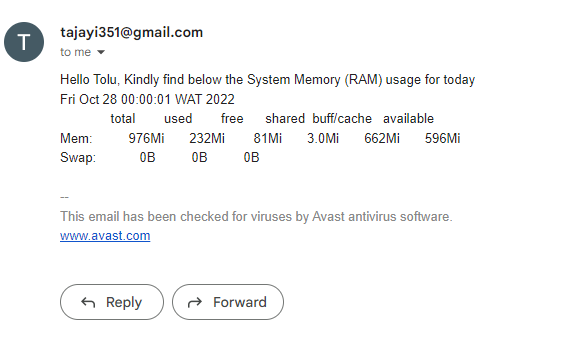 T
tajayi351@gmail.com
to me
Hello Tolu, Kindly find below the System Memory (RAM) usage for today
Fri Oct 28 00:00:01 WAT 2022
total used free shared buff/cache available
Mem: 976Mi 232Mi 81Mi 3.0Mi 662Mi 596Mi
Swap: 0B 0B 0B
--
This email has been checked for viruses by Avast antivirus software.
www.avast.com
Reply Forward